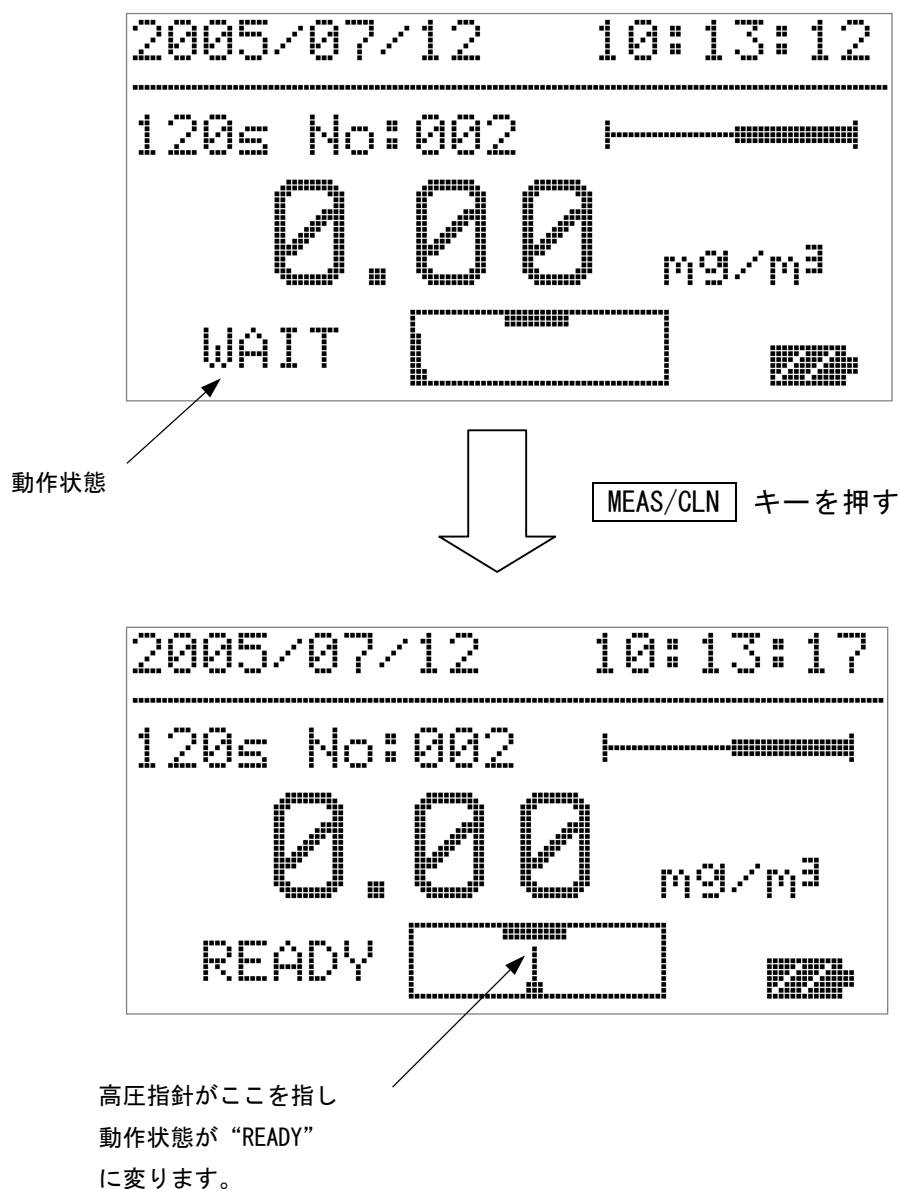 2005/07/12 10:13:12
120s No:002
0.00 mg/m³
WAIT
動作状態
MEAS/CLN キーを押す
2005/07/12 10:13:17
120s No:002
0.00 mg/m³
READY
高圧指針がここを指し
動作状態が“READY”
に変ります。